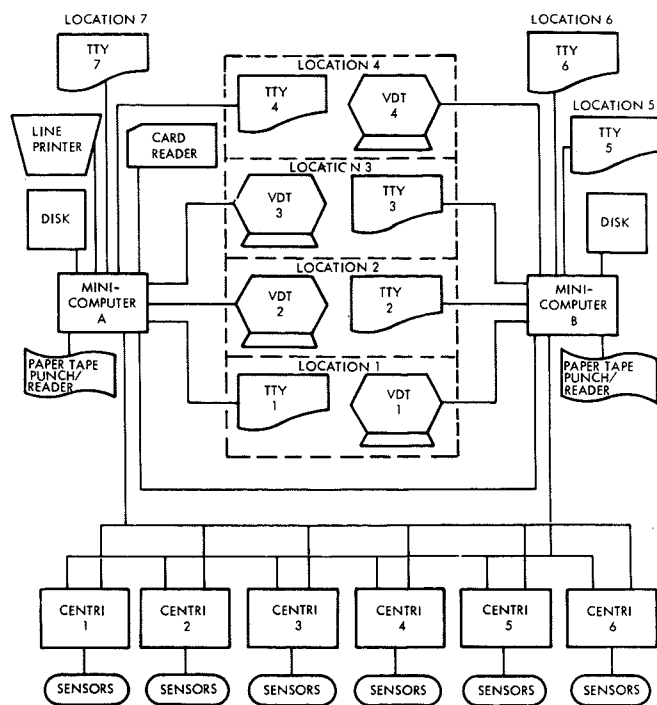 LOCATION 7
TTY
7
LOCATION 6
TTY
6
LOCATION 4
TTY
4
VDT
4
LOCATION 5
TTY
5
LINE
PRINTER
CARD
READER
LOCATION 3
VDT
3
TTY
3
DISK
DISK
MINI-
COMPUTER
A
LOCATION 2
VDT
2
TTY
2
MINI-
COMPUTER
B
PAPER TAPE
PUNCH/
READER
LOCATION 1
TTY
1
VDT
1
PAPER TAPE
PUNCH/
READER
CENTRI
1
CENTRI
2
CENTRI
3
CENTRI
4
CENTRI
5
CENTRI
6
SENSORS
SENSORS
SENSORS
SENSORS
SENSORS
SENSORS